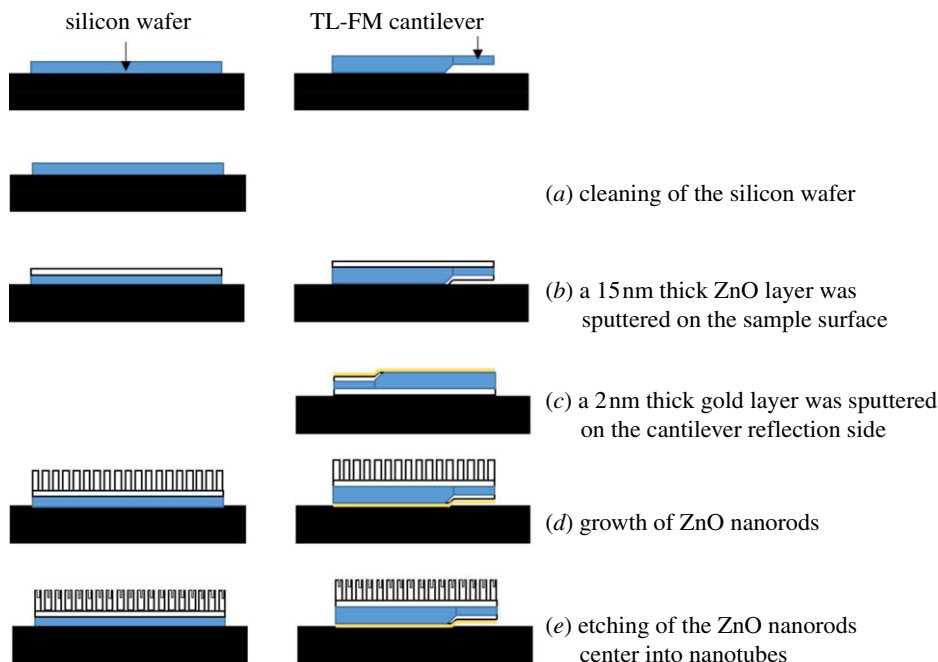 silicon wafer
TL-FM cantilever
(a) cleaning of the silicon wafer
(b) a 15 nm thick ZnO layer was
sputtered on the sample surface
(c) a 2 nm thick gold layer was sputtered
on the cantilever reflection side
(d) growth of ZnO nanorods
(e) etching of the ZnO nanorods
center into nanotubes